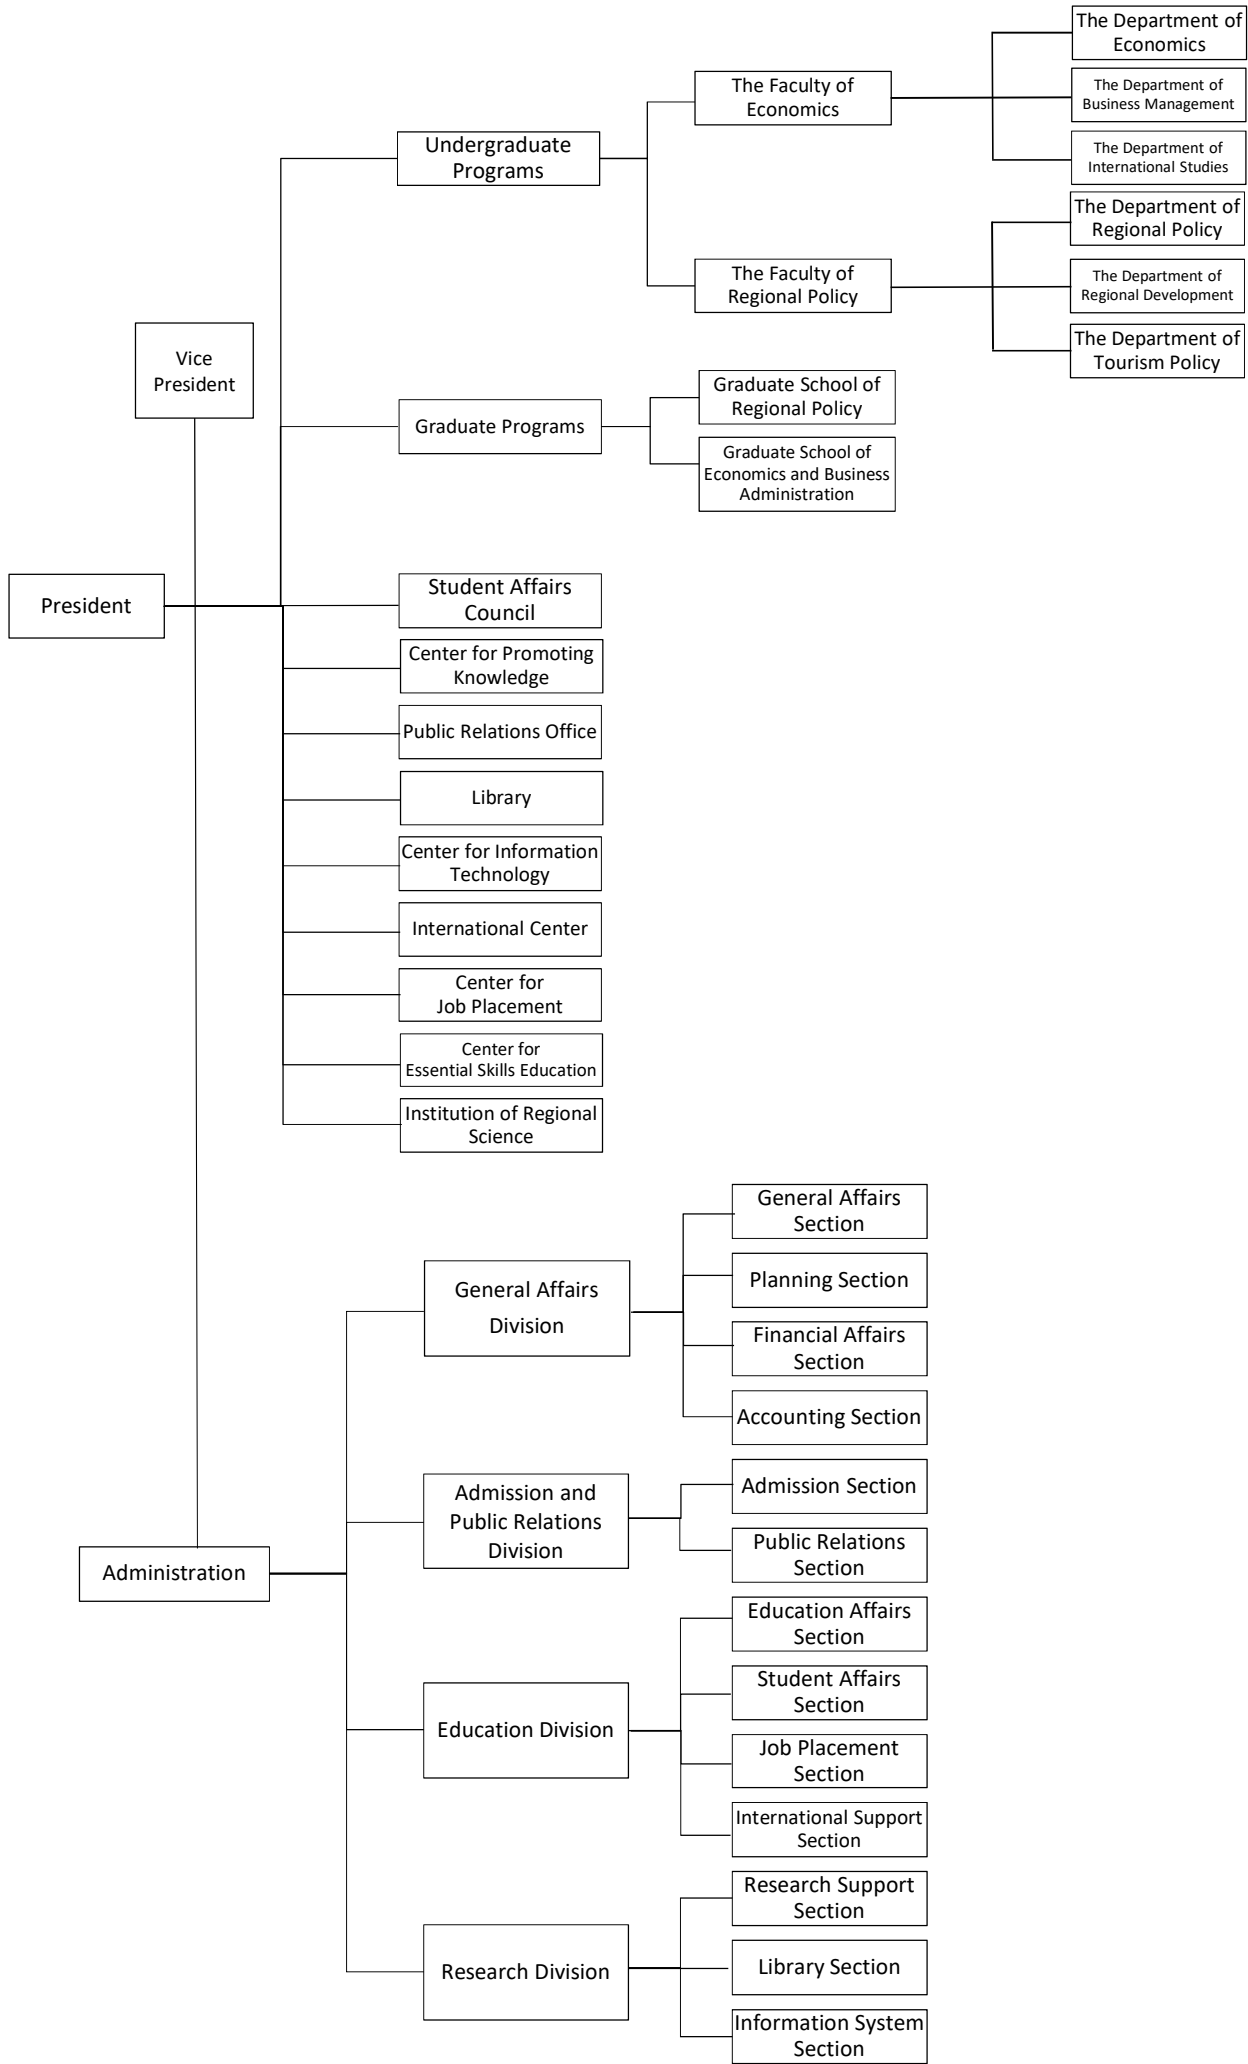 The Department of
Economics
The Faculty of
Economics
The Department of
Business Management
Undergraduate
Programs
The Department of
International Studies
The Department of
Regional Policy
The Faculty of
Regional Policy
The Department of
Regional Development
The Department of
Tourism Policy
Vice
President
Graduate School of
Regional Policy
Graduate Programs
Graduate School of
Economics and Business
Administration
President
Student Affairs
Council
Center for Promoting
Knowledge
Public Relations Office
Library
Center for Information
Technology
International Center
Center for
Job Placement
Center for
Essential Skills Education
Institution of Regional
Science
General Affairs
Section
General Affairs
Division
Planning Section
Financial Affairs
Section
Accounting Section
Admission and
Public Relations
Division
Admission Section
Public Relations
Section
Administration
Education Affairs
Section
Student Affairs
Section
Education Division
Job Placement
Section
International Support
Section
Research Support
Section
Research Division
Library Section
Information System
Section